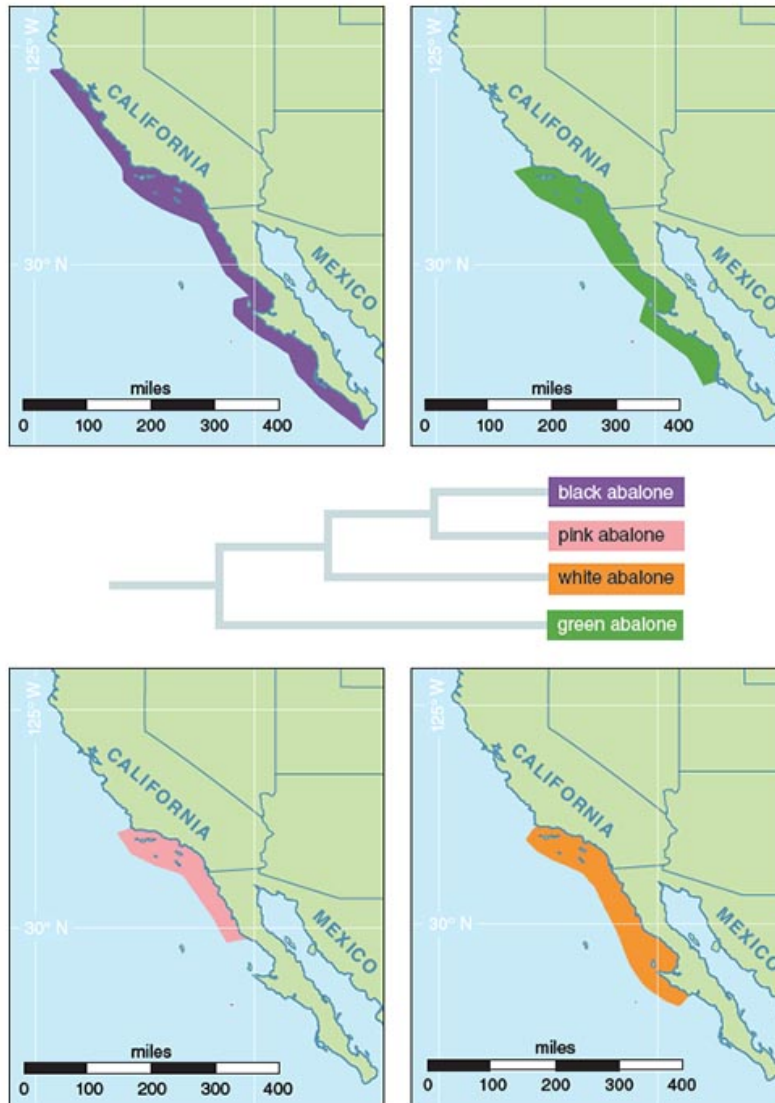 125° W
CALIFORNIA
30° N
MEXICO
miles
0 100 200 300 400
CALIFORNIA
30° N
MEXICO
miles
0 100 200 300 400
125° W
black abalone
pink abalone
white abalone
green abalone
125° W
CALIFORNIA
30° N
MEXICO
miles
0 100 200 300 400
125° W
CALIFORNIA
30° N
MEXICO
miles
0 100 200 300 400